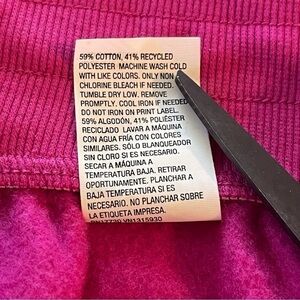 59% COTTON, 41% RECYCLED
POLYESTER MACHINE WASH COLD
WITH LIKE COLORS. ONLY NON
CHLORINE BLEACH IF NEEDED
TUMBLE DRY LOW. REMOVE
PROMPTLY. COOL IRON IF NEEDED
DO NOT IRON ON PRINT LABEL.
59% ALGODÓN, 41% POLIÉSTER
RECICLADO LAVAR A MÁQUINA
CON AGUA FRÍA CON COLORES
SIMILARES. SÓLO BLANQUEADOR
SIN CLORO SI ES NECESARIO.
SECAR A MÁQUINA A
TEMPERATURA BAJA. RETIRAR
OPORTUNAMENTE. PLANCHAR A
BAJA TEMPERATURA SI ES
NECESARIO. NO PLANCHAR SOBRE
LA ETIQUETA IMPRESA.